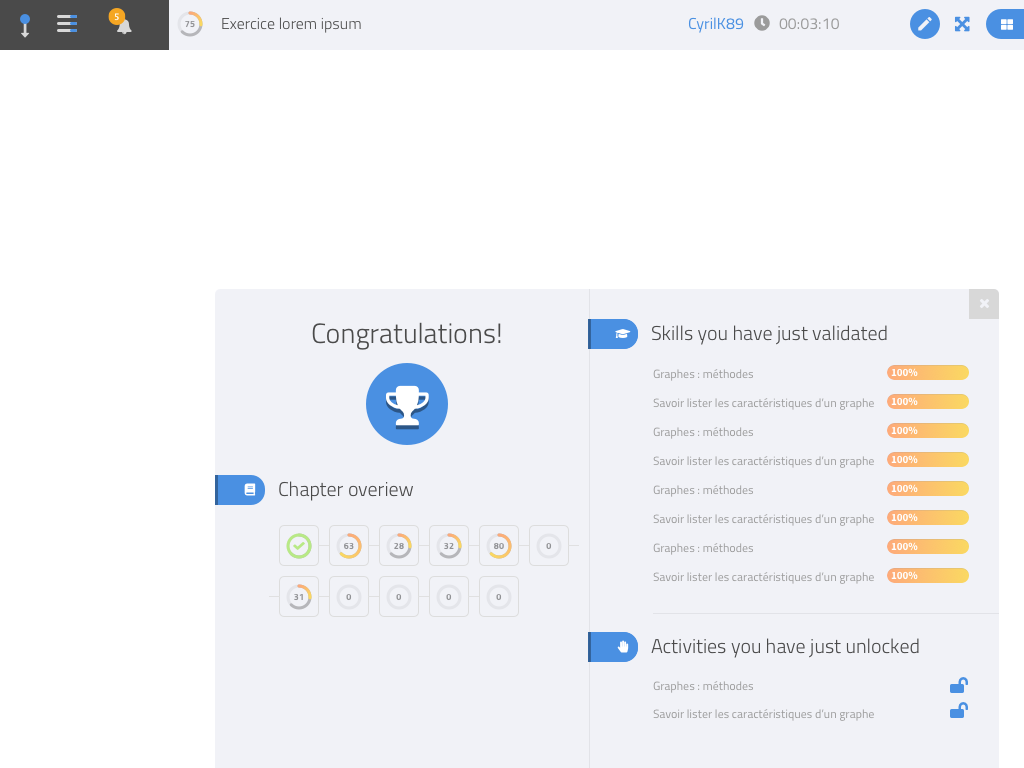 5
75
Exercice lorem ipsum
CyrilK89
00:03:10
Congratulations!
Chapter overiew
63
28
32
80
0
31
0
0
0
0
Skills you have just validated
Graphes : méthodes
100%
Savoir lister les caractéristiques d'un graphe
100%
Graphes : méthodes
100%
Savoir lister les caractéristiques d'un graphe
100%
Graphes : méthodes
100%
Savoir lister les caractéristiques d'un graphe
100%
Graphes : méthodes
100%
Savoir lister les caractéristiques d'un graphe
100%
Activities you have just unlocked
Graphes : méthodes
Savoir lister les caractéristiques d'un graphe